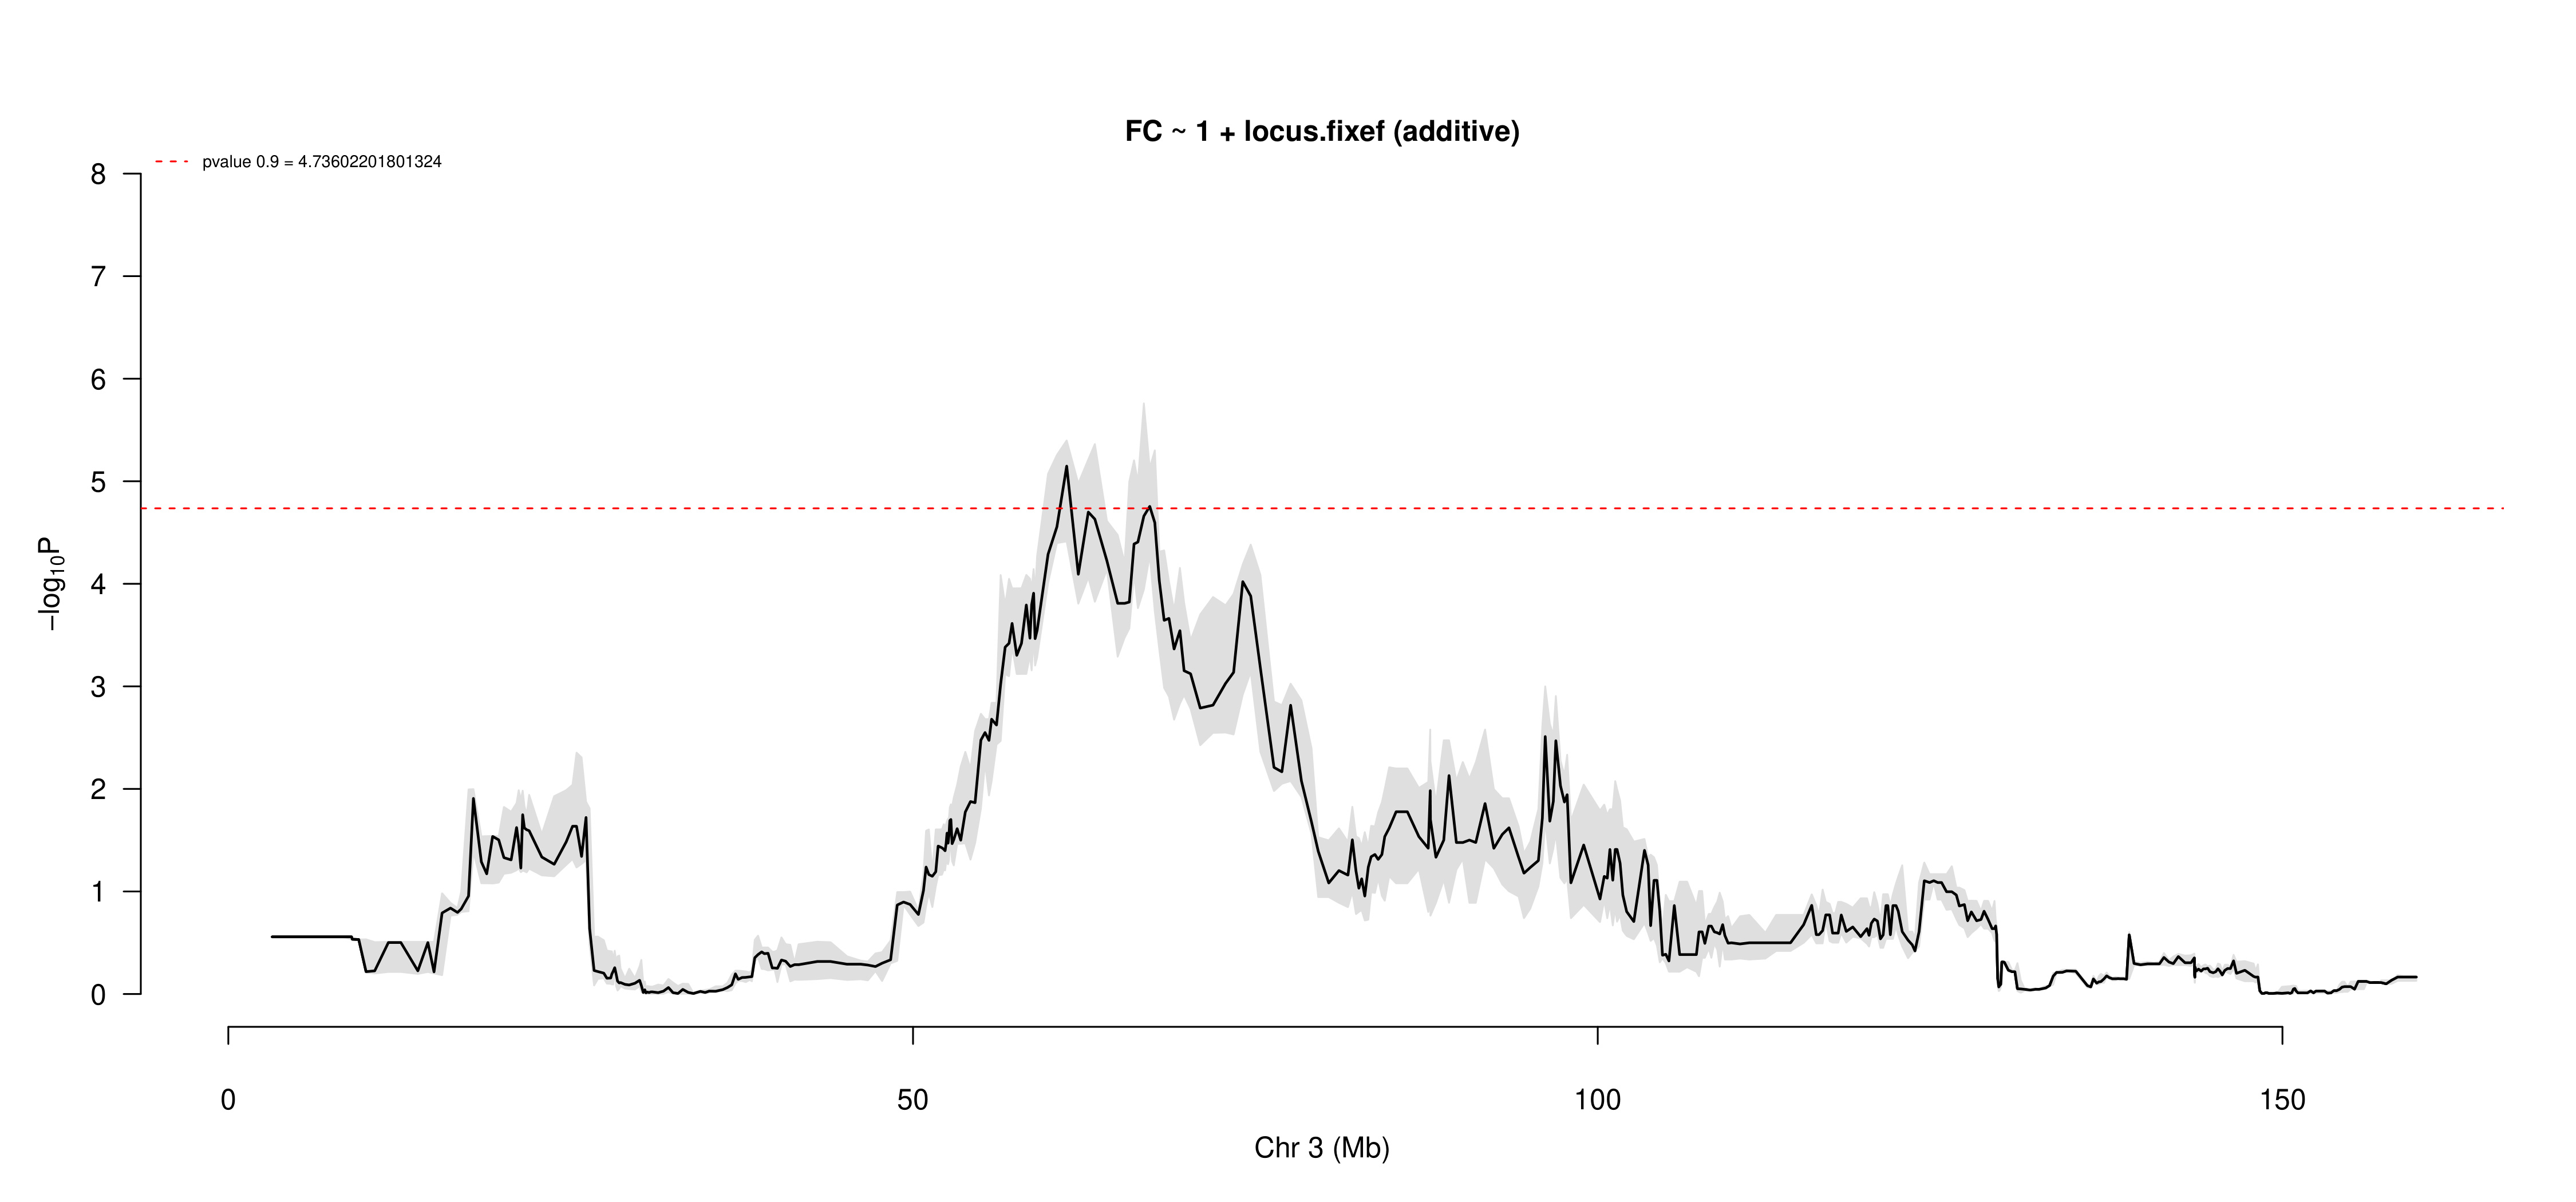 FC ~ 1 + locus.fixef (additive)
pvalue 0.9 = 4.73602201801324
8
7
6
5
4
3
2
1
0
−log10P
0 50 100 150
Chr 3 (Mb)